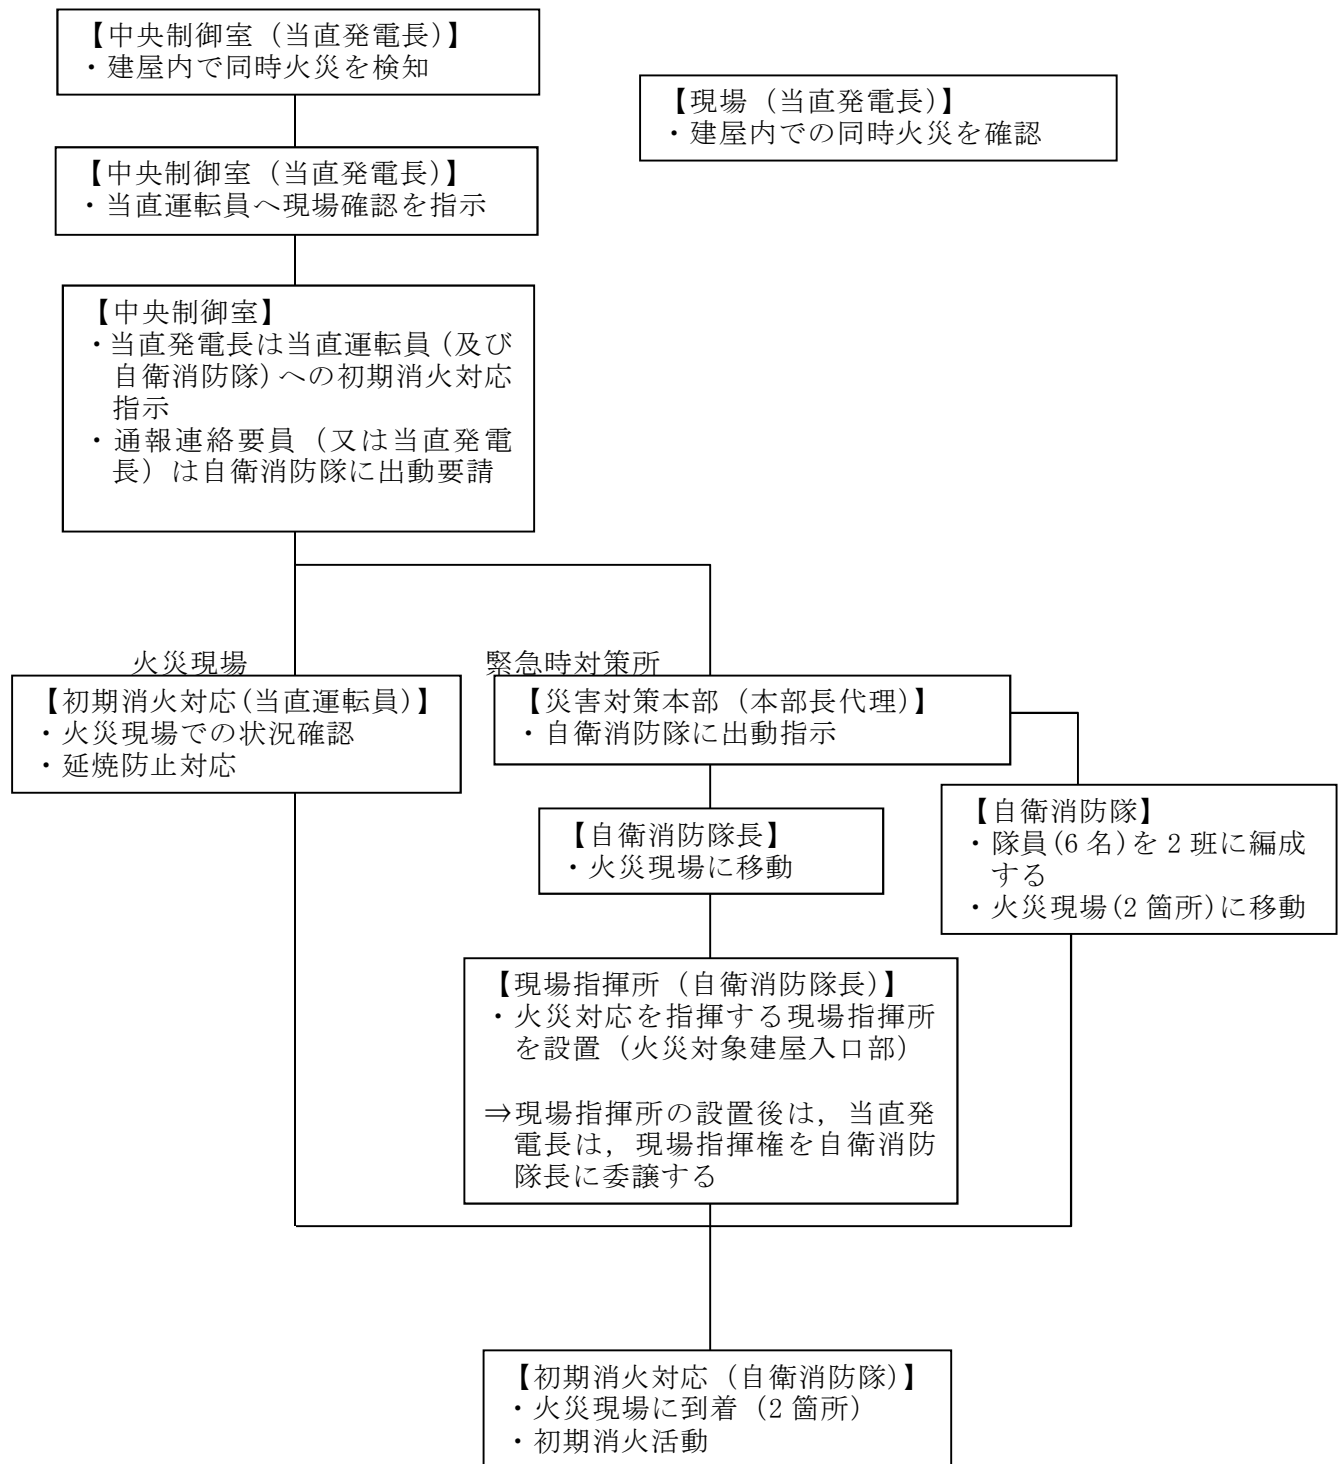 【中央制御室（当直発電長）】
・建屋内で同時火災を検知
【現場（当直発電長）】
・建屋内での同時火災を確認
【中央制御室（当直発電長）】
・当直運転員へ現場確認を指示
【中央制御室】
・当直発電長は当直運転員(及び
自衛消防隊)への初期消火対応
指示
・通報連絡要員（又は当直発電
長）は自衛消防隊に出動要請
火災現場
【初期消火対応(当直運転員)】
・火災現場での状況確認
・延焼防止対応
緊急時対策所
【災害対策本部（本部長代理）】
・自衛消防隊に出動指示
【自衛消防隊長】
・火災現場に移動
【自衛消防隊】
・隊員(6 名)を 2 班に編成
する
・火災現場(2 箇所)に移動
【現場指揮所（自衛消防隊長）】
・火災対応を指揮する現場指揮所
を設置（火災対象建屋入口部）
⇒現場指揮所の設置後は，当直発
電長は，現場指揮権を自衛消防
隊長に委譲する
【初期消火対応（自衛消防隊）】
・火災現場に到着（2 箇所）
・初期消火活動